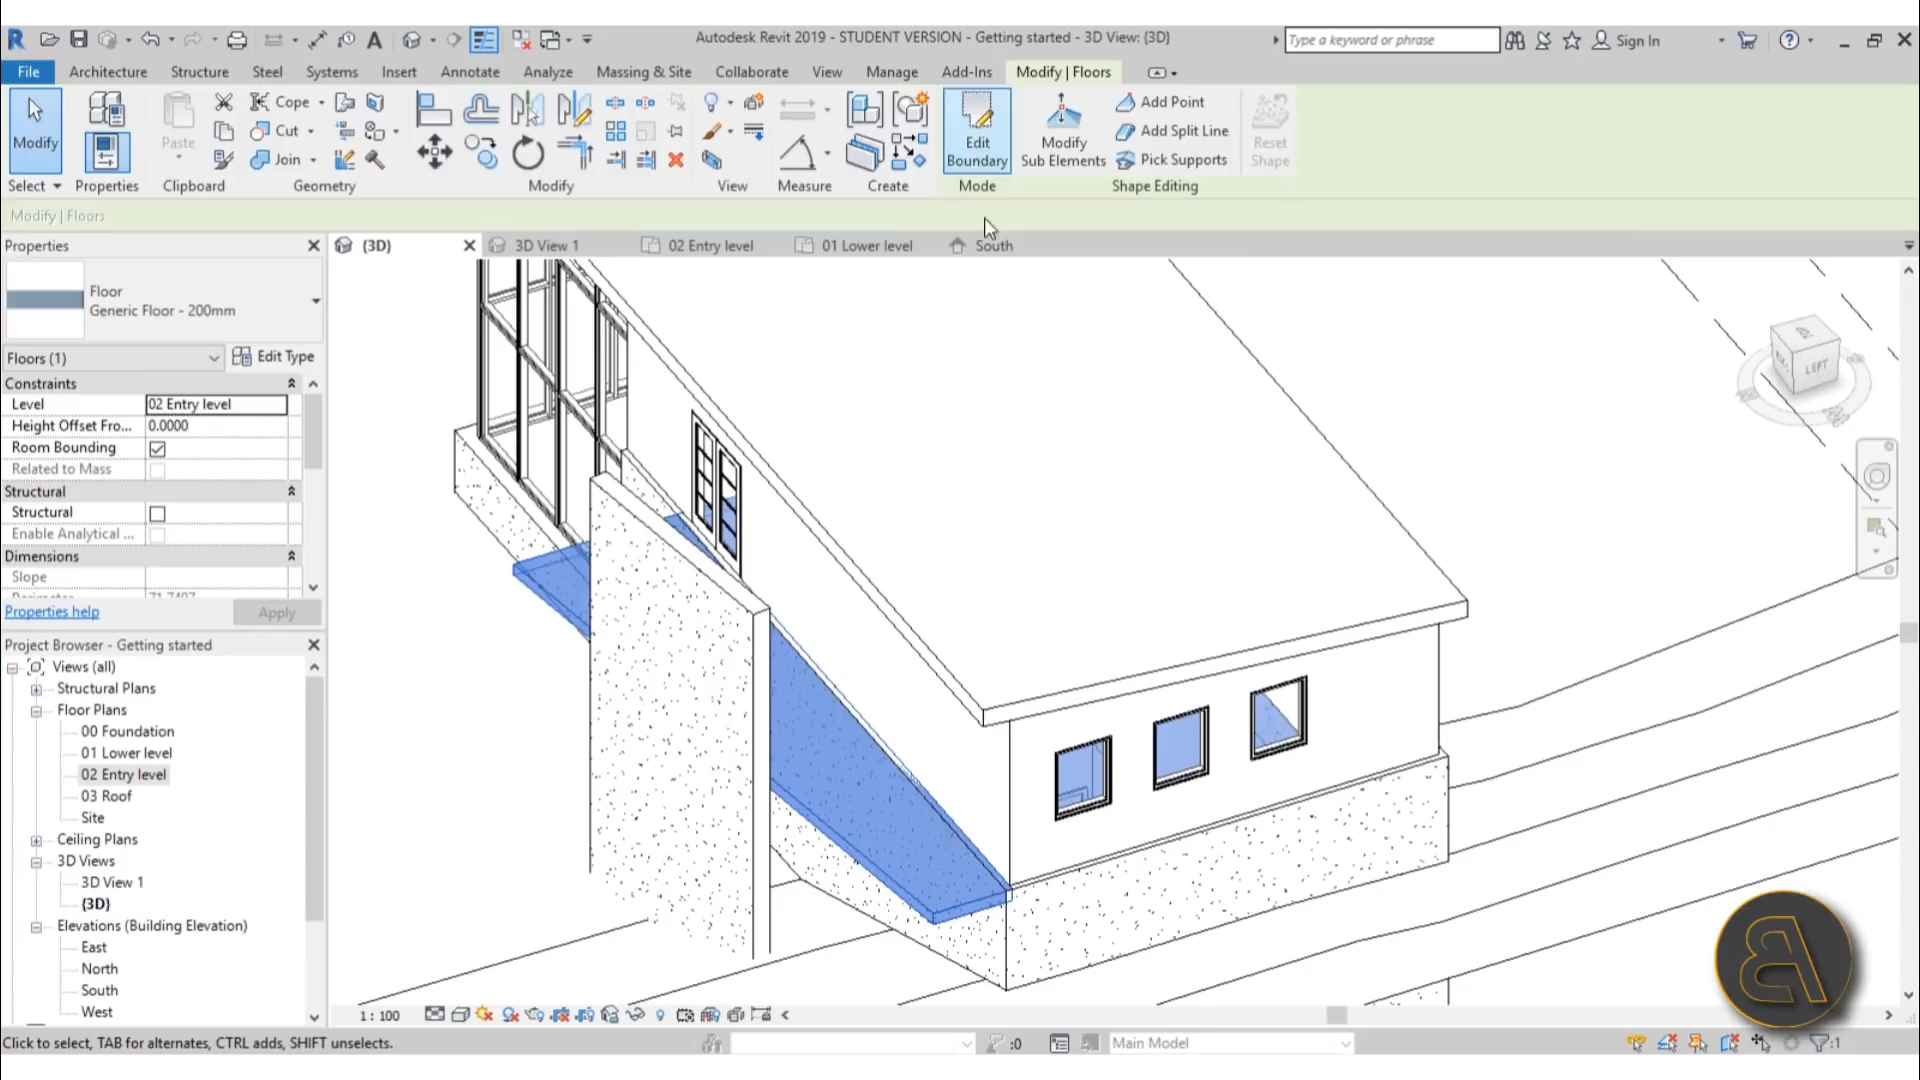 Autodesk Revit 2019 - STUDENT VERSION - Getting started - 3D View: {3D}
Type a keyword or phrase
Sign In
File
Architecture
Structure
Steel
Systems
Insert
Annotate
Analyze
Massing & Site
Collaborate
View
Manage
Add-Ins
Modify | Floors
Modify
Paste
Cope
Cut
Join
Edit
Boundary
Modify
Sub Elements
Add Point
Add Split Line
Pick Supports
Reset
Shape
Select
Properties
Clipboard
Geometry
Modify
View
Measure
Create
Mode
Shape Editing
Modify | Floors
Properties
{3D}
3D View 1
02 Entry level
01 Lower level
South
Floor
Generic Floor - 200mm
Floors (1)
Edit Type
Constraints
Level
02 Entry level
Height Offset Fro...
0.0000
Room Bounding
Related to Mass
Structural
Structural
Enable Analytical ...
Dimensions
Slope
Properties help
Apply
Project Browser - Getting started
Views (all)
Structural Plans
Floor Plans
00 Foundation
01 Lower level
02 Entry level
03 Roof
Site
Ceiling Plans
3D Views
3D View 1
{3D}
Elevations (Building Elevation)
East
North
South
West
LEFT
1 : 100
Click to select, TAB for alternates, CTRL adds, SHIFT unselects.
:0
Main Model
:1